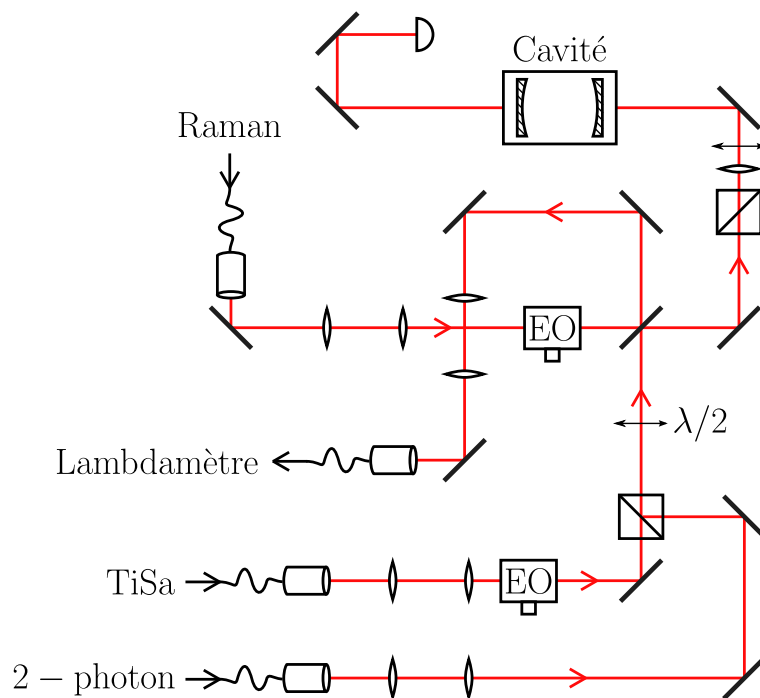 Cavité
Raman
EO
λ/2
Lambdamètre
TiSa
EO
2 − photon